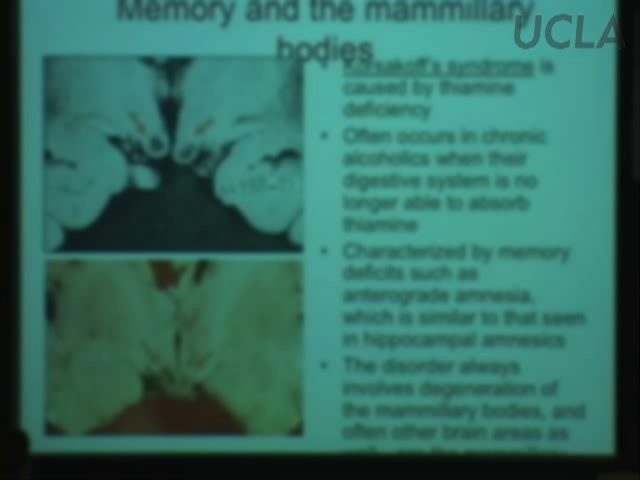 Memory and the mammillary
bodies
UCLA
Korsakoff's syndrome is
caused by thiamine
deficiency
• Often occurs in chronic
alcoholics when their
digestive system is no
longer able to absorb
thiamine
• Characterized by memory
deficits such as
anterograde amnesia,
which is similar to that seen
in hippocampal amnesics
• The disorder always
involves degeneration of
the mammillary bodies, and
often other brain areas as